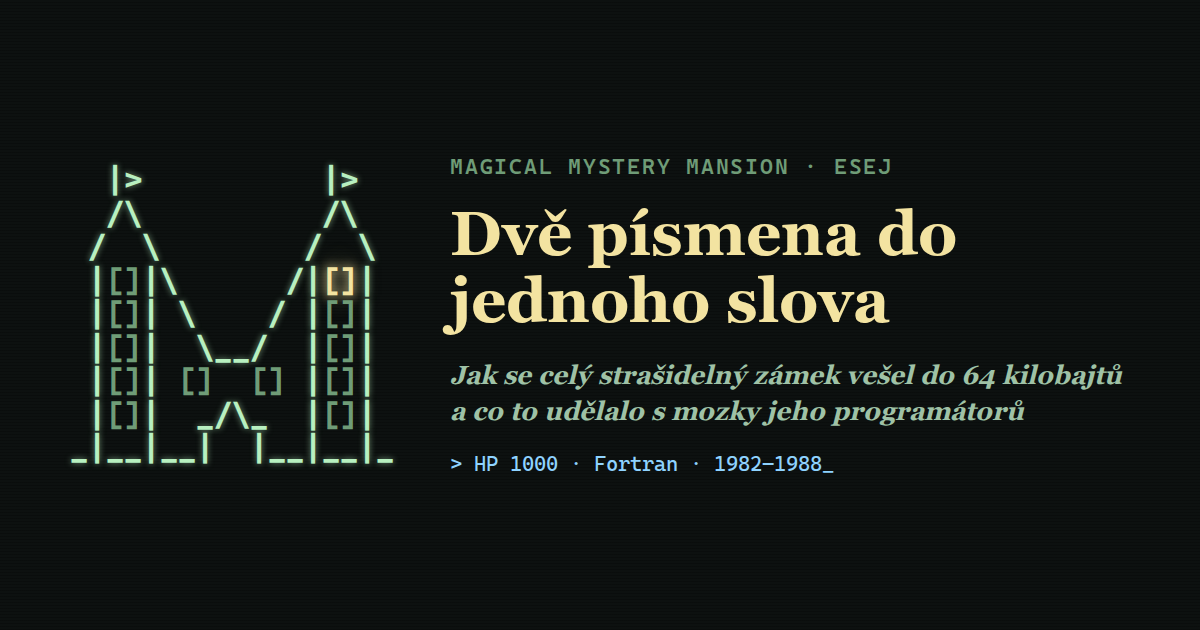 MAGICAL MYSTERY MANSION · ESEJ
Dvě písmena do
jednoho slova
Jak se celý strašidelný zámek vešel do 64 kilobajtů
a co to udělalo s mozky jeho programátorů
> HP 1000 · Fortran · 1982–1988_